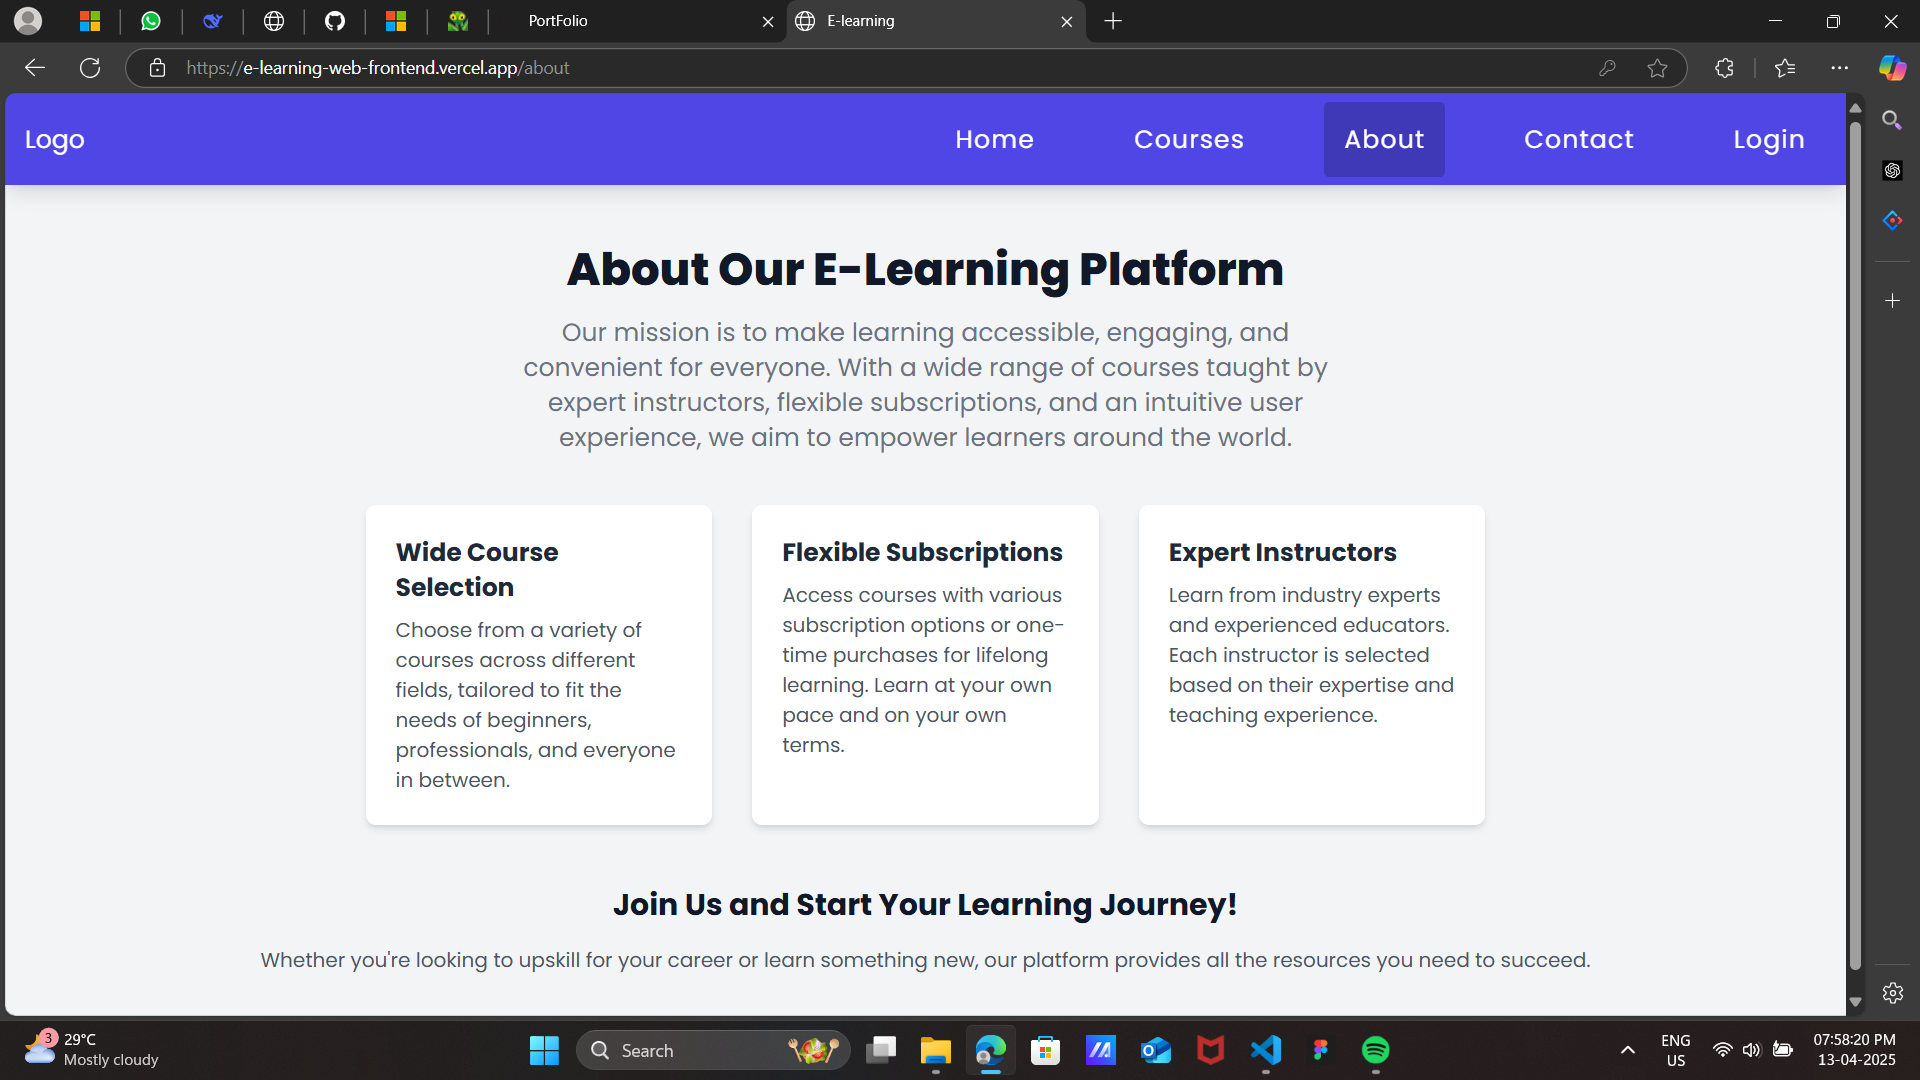 PortFolio
E-learning
https://e-learning-web-frontend.vercel.app/about
Logo
Home
Courses
About
Contact
Login
About Our E-Learning Platform
Our mission is to make learning accessible, engaging, and
convenient for everyone. With a wide range of courses taught by
expert instructors, flexible subscriptions, and an intuitive user
experience, we aim to empower learners around the world.
Wide Course
Selection
Choose from a variety of
courses across different
fields, tailored to fit the
needs of beginners,
professionals, and everyone
in between.
Flexible Subscriptions
Access courses with various
subscription options or one-
time purchases for lifelong
learning. Learn at your own
pace and on your own
terms.
Expert Instructors
Learn from industry experts
and experienced educators.
Each instructor is selected
based on their expertise and
teaching experience.
Join Us and Start Your Learning Journey!
Whether you're looking to upskill for your career or learn something new, our platform provides all the resources you need to succeed.
3
29°C
Mostly cloudy
Search
ENG
US
07:58:20 PM
13-04-2025